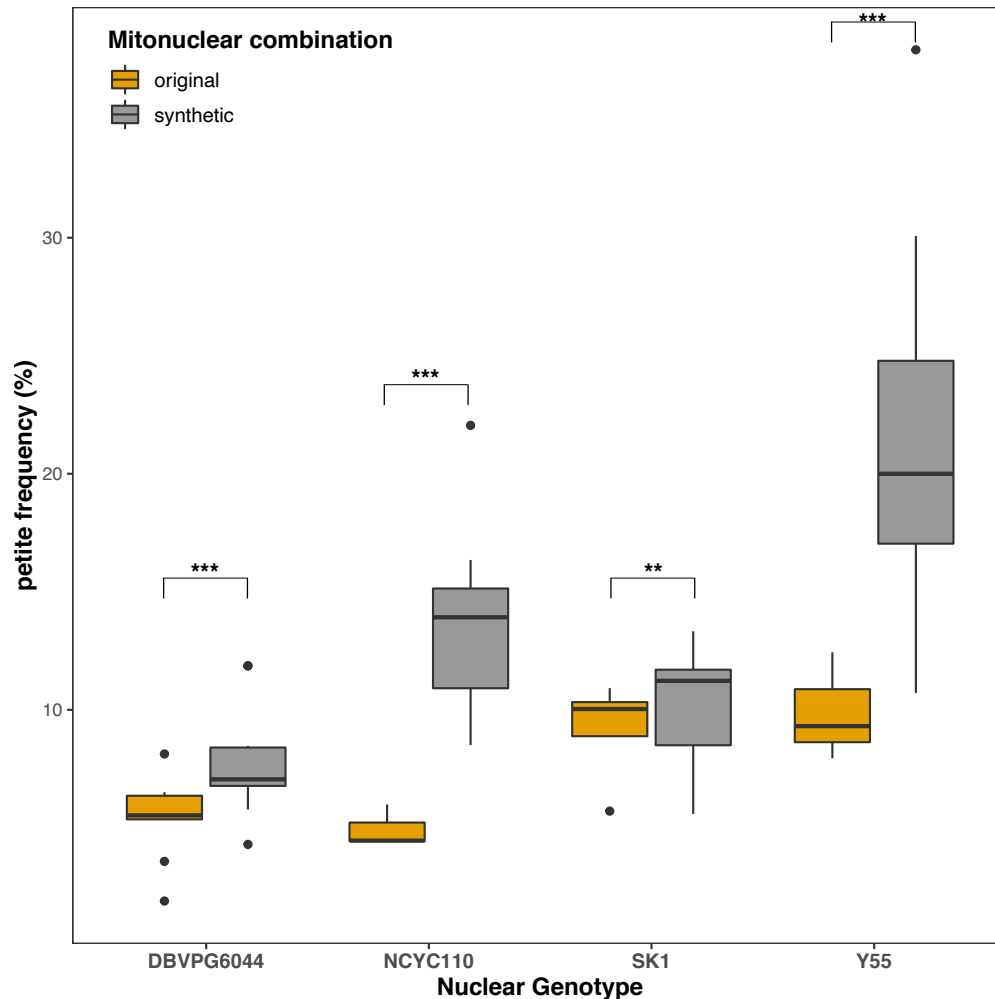 Mitonuclear combination
original
synthetic
***
***
***
**
30
20
10
petite frequency (%)
DBVPG6044 NCYC110 SK1 Y55
Nuclear Genotype